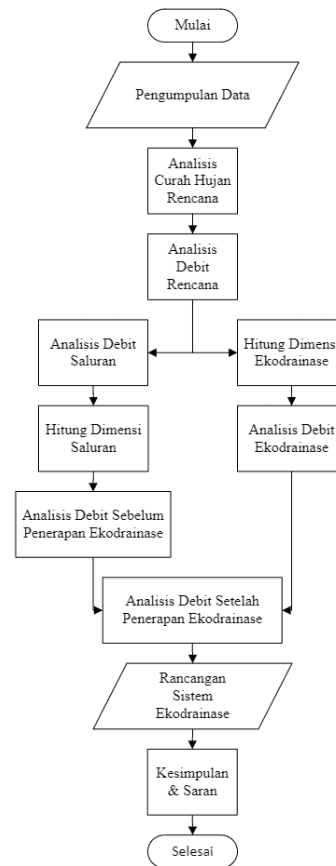 Mulai
Pengumpulan Data
Analisis
Curah Hujan
Rencana
Analisis
Debit
Rencana
Analisis Debit
Saluran
Hitung Dimensi
Ekodrainase
Hitung Dimensi
Saluran
Analisis Debit
Ekodrainase
Analisis Debit Sebelum
Penerapan Ekodrainase
Analisis Debit Setelah
Penerapan Ekodrainase
Rancangan
Sistem
Ekodrainase
Kesimpulan
& Saran
Selesai